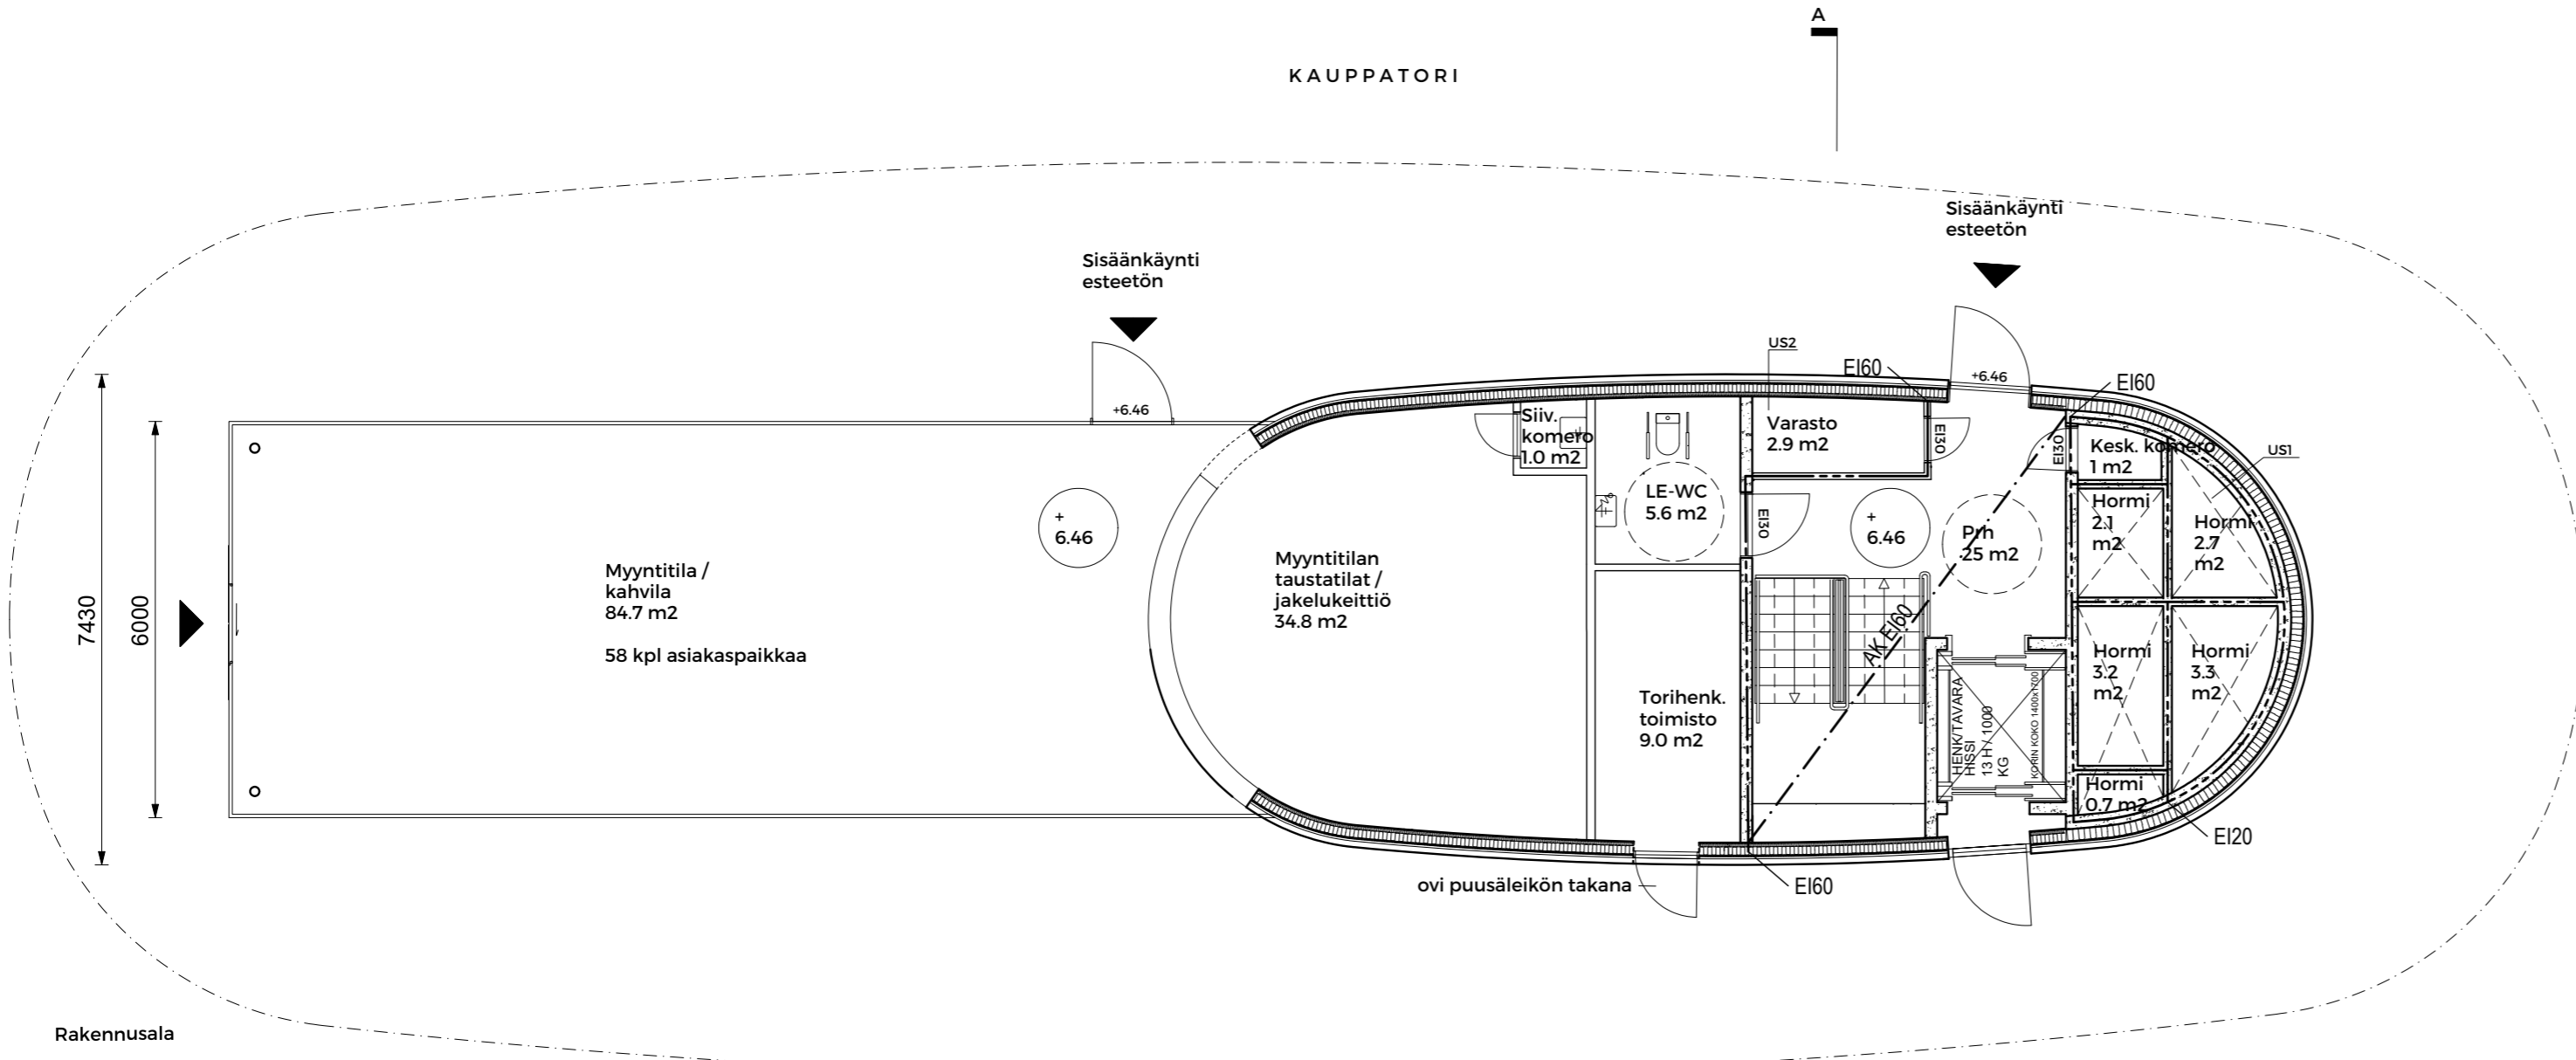 A
KAUPPATORI
Sisäänkäynti
esteetön
Sisäänkäynti
esteetön
+6.46
US2
EI60
+6.46
EI60
7430
6000
Myyntitila /
kahvila
84.7 m2
58 kpl asiakaspaikkaa
+
6.46
Myyntitilan
taustatilat /
jakelukeittiö
34.8 m2
Siiv.
komero
1.0 m2
LE-WC
5.6 m2
Varasto
2.9 m2
EI30
EI30
+
6.46
Prh
25 m2
EI30
Kesk. komero
1 m2
US1
Hormi
2.1
m2
Hormi
2.7
m2
Hormi
3.2
m2
Hormi
3.3
m2
Hormi
0.7 m2
AK EI60
Torihenk.
toimisto
9.0 m2
HENK/TAVARA
HISSI
13 H / 1000
KG
KORIN KOKO 1400x1700
EI20
EI60
ovi puusäleikön takana
Rakennusala